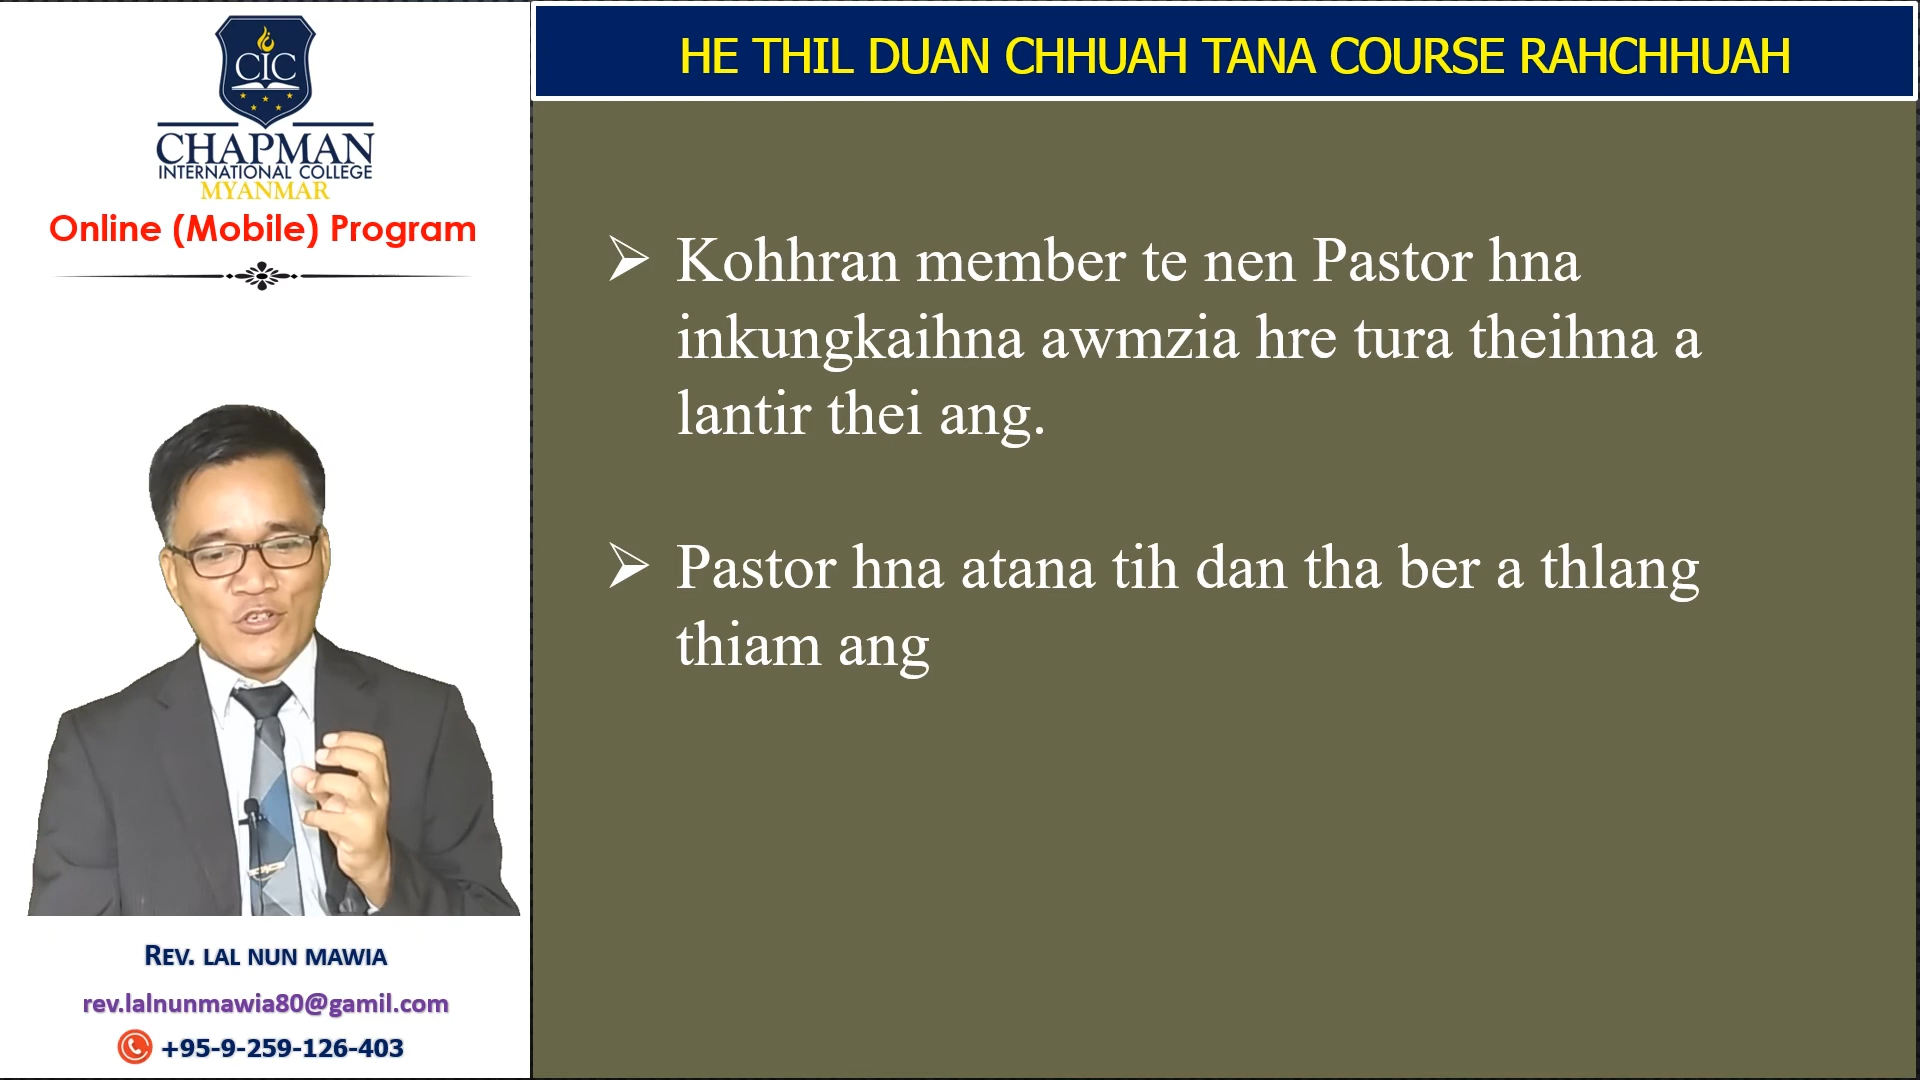 CIC
CHAPMAN
INTERNATIONAL COLLEGE
MYANMAR
Online (Mobile) Program
REV. LAL NUN MAWIA
rev.lalnunmawia80@gamil.com
+95-9-259-126-403
HE THIL DUAN CHHUAH TANA COURSE RAHCHHUAH
➢ Kohhran member te nen Pastor hna
inkungkaihna awmzia hre tura theihna a
lantir thei ang.
➢ Pastor hna atana tih dan tha ber a thlang
thiam ang